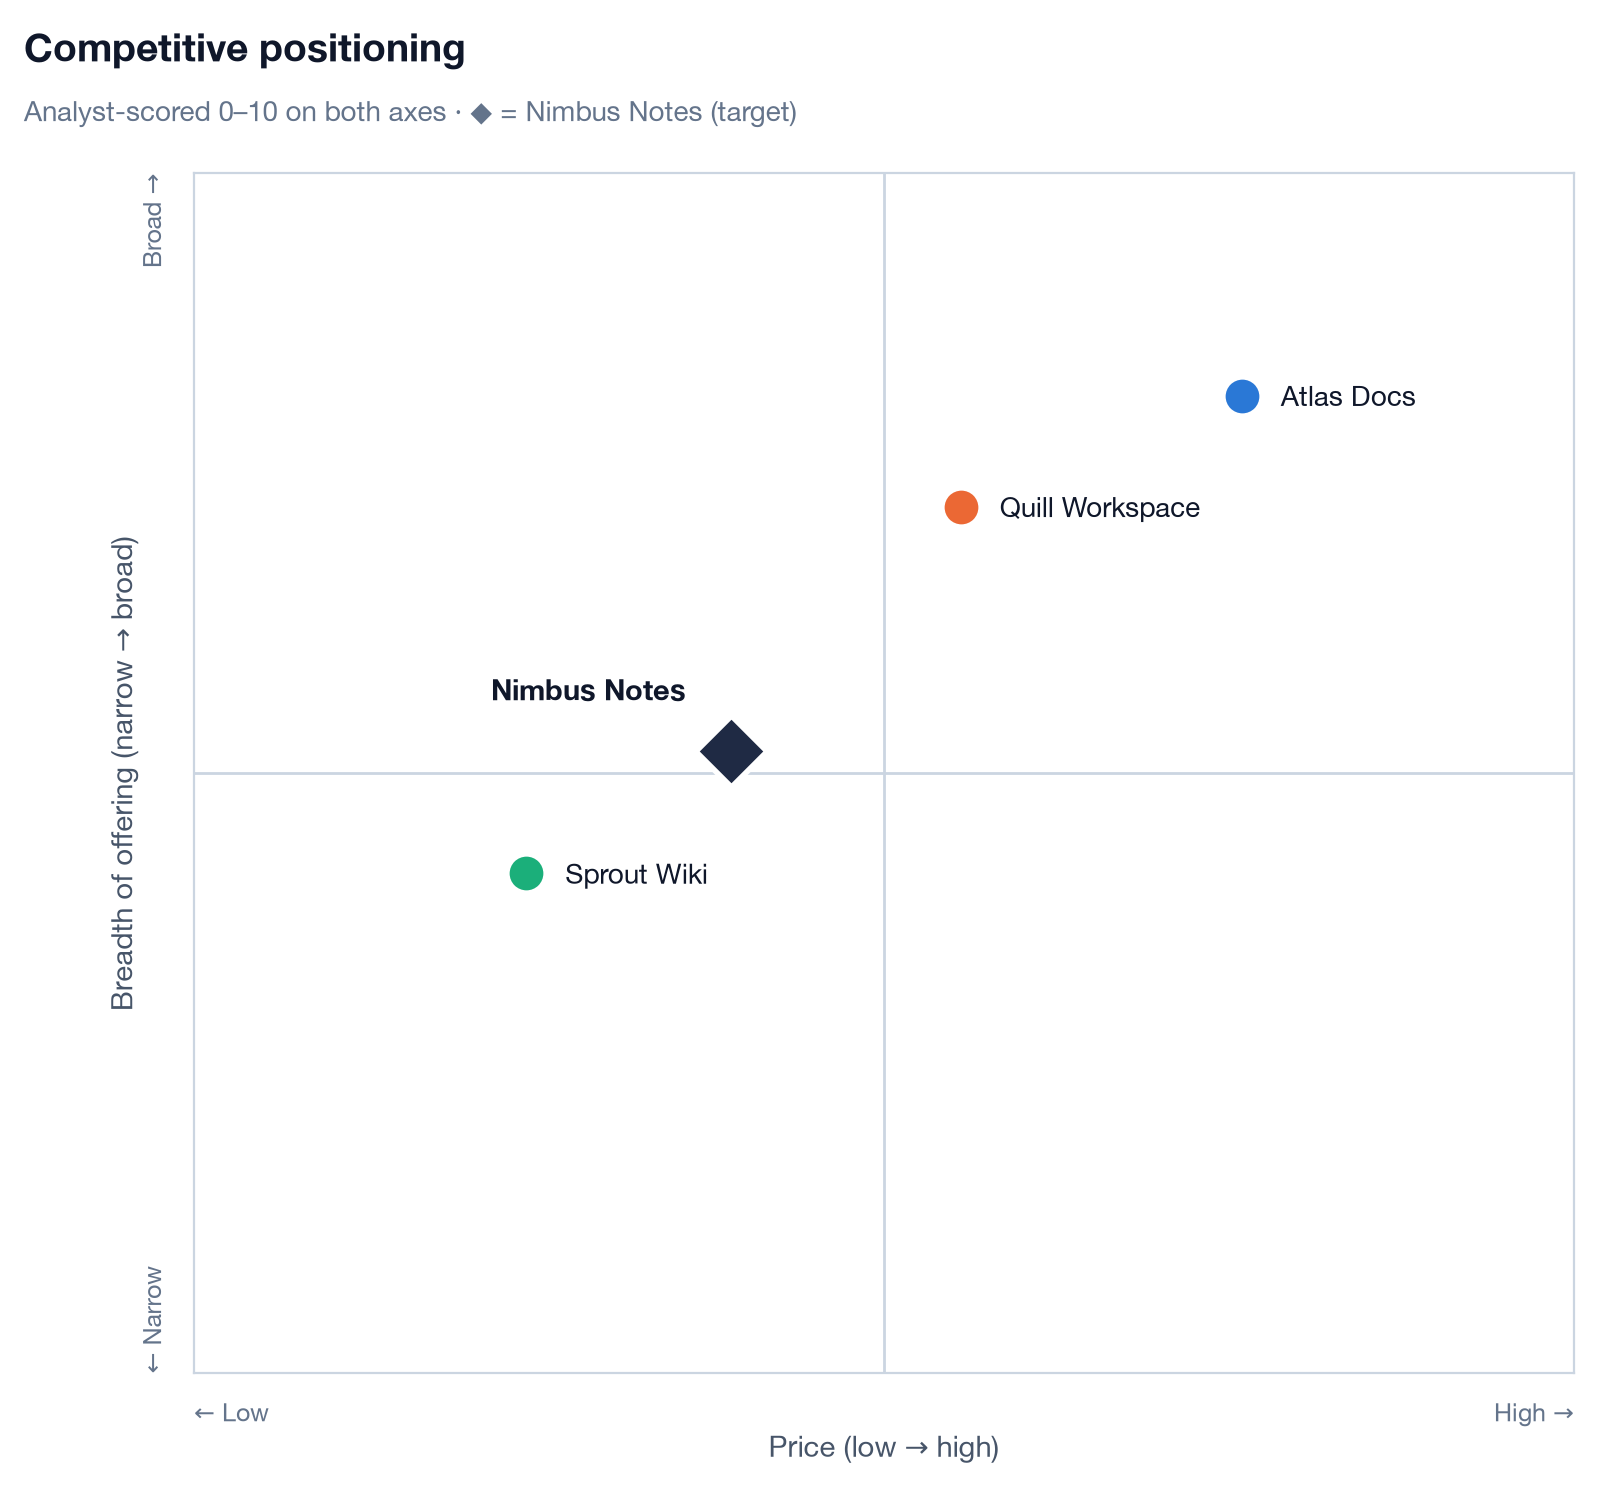 Competitive positioning
Analyst-scored 0–10 on both axes · ◆ = Nimbus Notes (target)
Broad →
Atlas Docs
Quill Workspace
Breadth of offering (narrow → broad)
Nimbus Notes
Sprout Wiki
← Narrow
← Low
High →
Price (low → high)